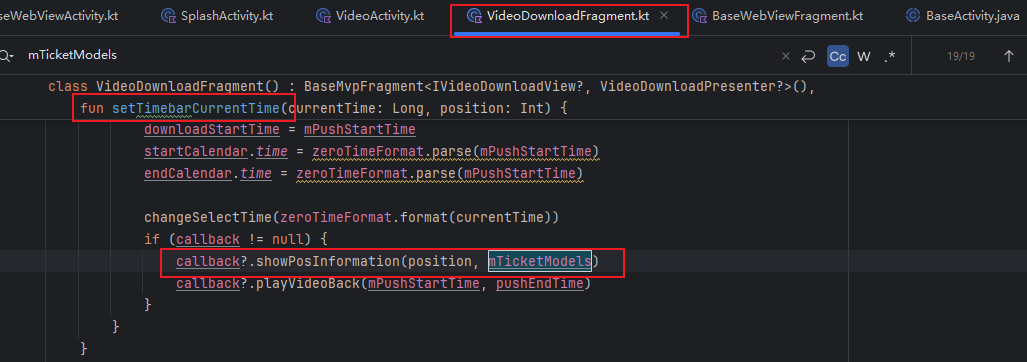 seWebViewActivity.kt SplashActivity.kt VideoActivity.kt VideoDownloadFragment.kt × BaseWebViewFragment.kt BaseActivity.java
mTicketModels × Cc W .* 19/19
class VideoDownloadFragment() : BaseMvpFragment<IVideoDownloadView?, VideoDownloadPresenter?>(),
fun setTimebarCurrentTime(currentTime: Long, position: Int) {
downloadStartTime = mPushStartTime
startCalendar.time = zeroTimeFormat.parse(mPushStartTime)
endCalendar.time = zeroTimeFormat.parse(mPushStartTime)
changeSelectTime(zeroTimeFormat.format(currentTime))
if (callback != null) {
callback?.showPosInformation(position, mTicketModels)
callback?.playVideoBack(mPushStartTime, pushEndTime)
}
}
}